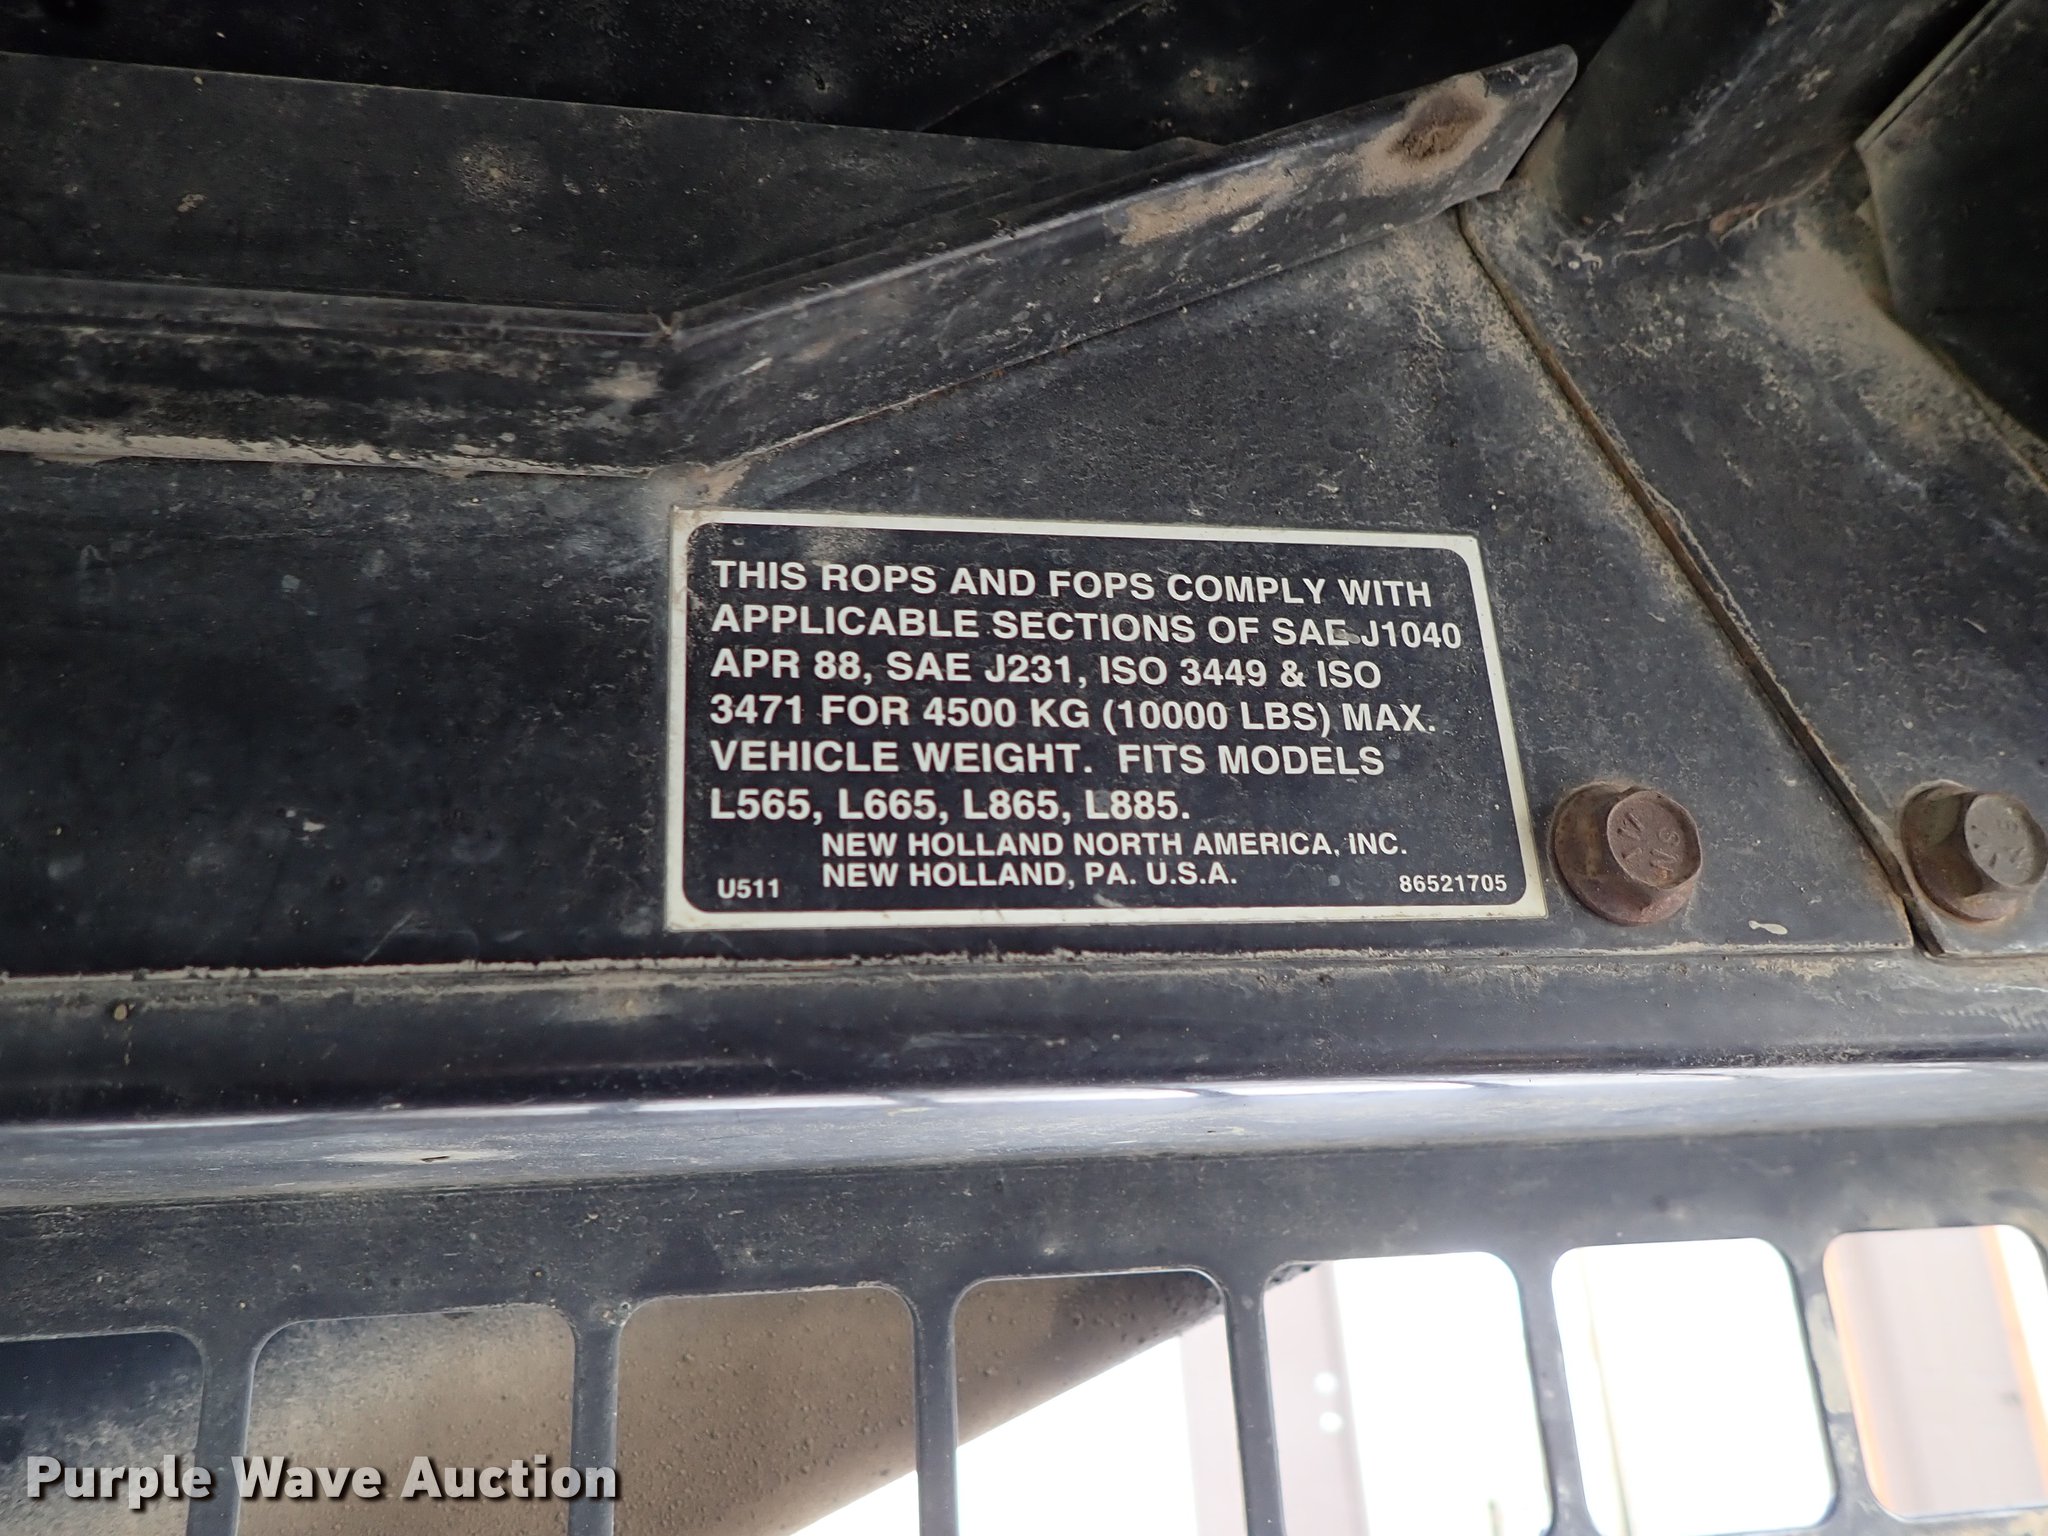 THIS ROPS AND FOPS COMPLY WITH
APPLICABLE SECTIONS OF SAE J1040
APR 88, SAE J231, ISO 3449 & ISO
3471 FOR 4500 KG (10000 LBS) MAX.
VEHICLE WEIGHT. FITS MODELS
L565, L665, L865, L885.
NEW HOLLAND NORTH AMERICA, INC.
NEW HOLLAND, PA. U.S.A.
U511
86521705
Purple Wave Auction